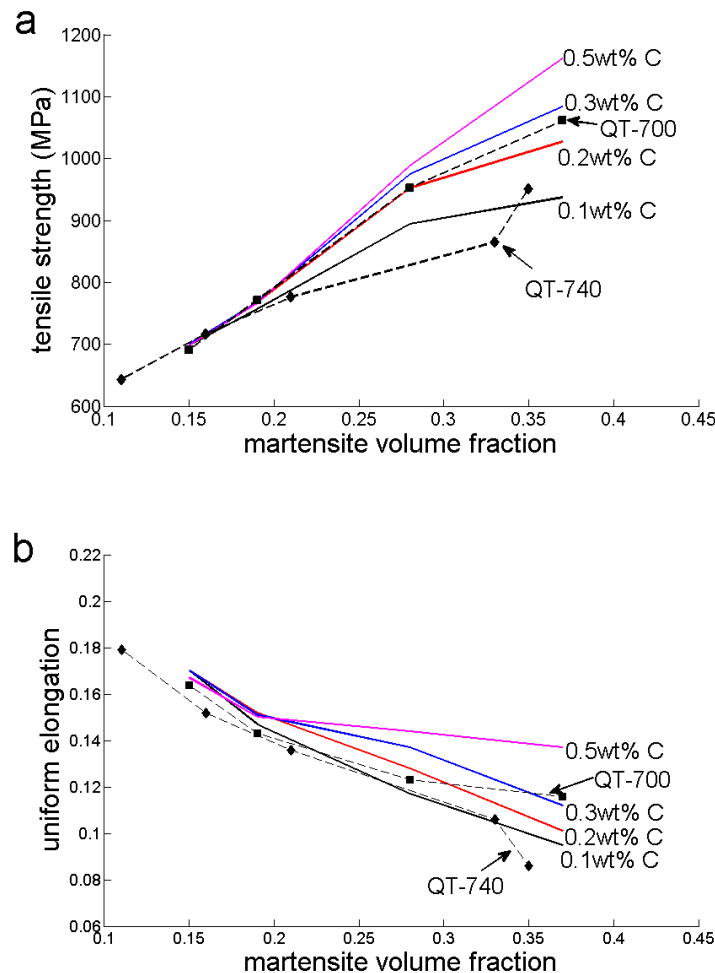 a
1200
1100
1000
900
800
700
600
tensile strength (MPa)
0.5wt% C
0.3wt% C
QT-700
0.2wt% C
0.1wt% C
QT-740
0.1 0.15 0.2 0.25 0.3 0.35 0.4 0.45
martensite volume fraction
b
0.22
0.2
0.18
0.16
0.14
0.12
0.1
0.08
0.06
uniform elongation
0.5wt% C
QT-700
0.3wt% C
0.2wt% C
0.1wt% C
QT-740
0.1 0.15 0.2 0.25 0.3 0.35 0.4 0.45
martensite volume fraction